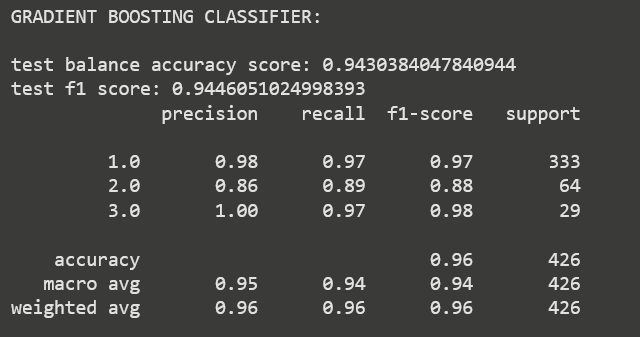 GRADIENT BOOSTING CLASSIFIER:
test balance accuracy score: 0.9430384047840944
test f1 score: 0.9446051024998393
precision recall f1-score support
1.0 0.98 0.97 0.97 333
2.0 0.86 0.89 0.88 64
3.0 1.00 0.97 0.98 29
accuracy 0.96 426
macro avg 0.95 0.94 0.94 426
weighted avg 0.96 0.96 0.96 426